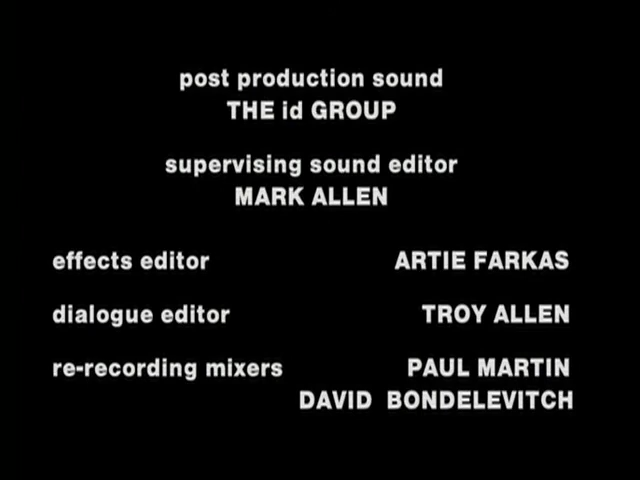 post production sound
THE id GROUP
supervising sound editor
MARK ALLEN
effects editor ARTIE FARKAS
dialogue editor TROY ALLEN
re-recording mixers PAUL MARTIN
DAVID BONDELEVITCH